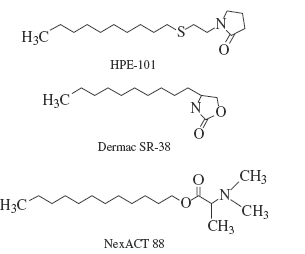 H₃C S N O
HPE-101
H₃C N O O
Dermac SR-38
H₃C O O N CH₃ CH₃ CH₃
NexACT 88